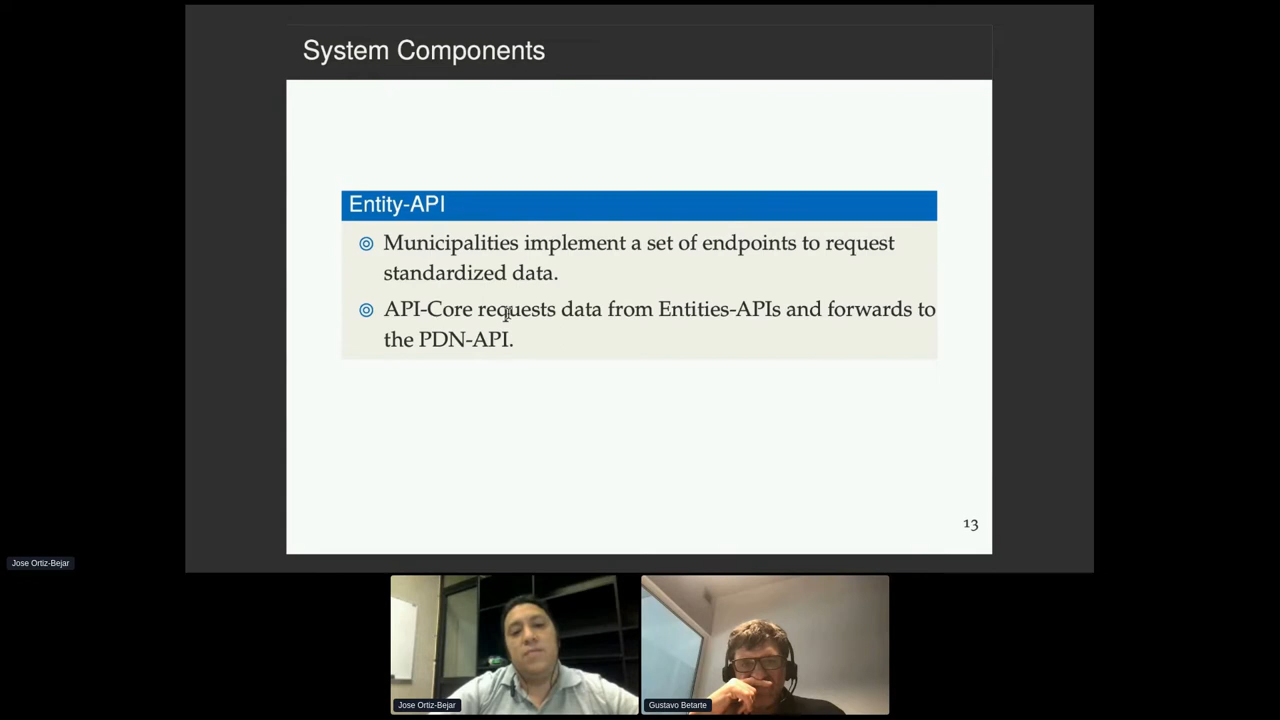 System Components
Entity-API
Municipalities implement a set of endpoints to request
standardized data.
API-Core requests data from Entities-APIs and forwards to
the PDN-API.
13
Jose Ortiz-Bejar
Jose Ortiz-Bejar
Gustavo Betarte